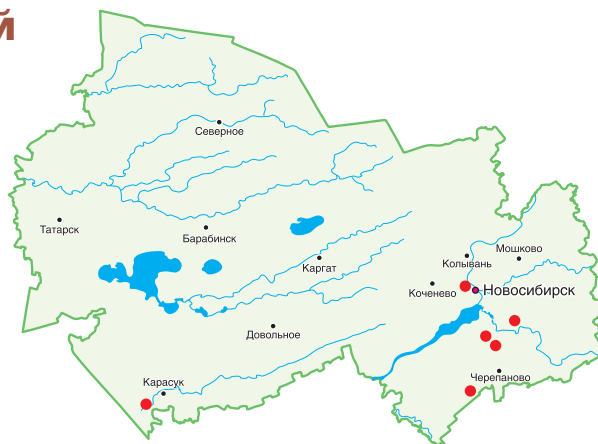 й
Северное
Татарск
Барабинск
Каргат
Мошково
Колывань
Коченево
Новосибирск
Довольное
Черепаново
Карасук